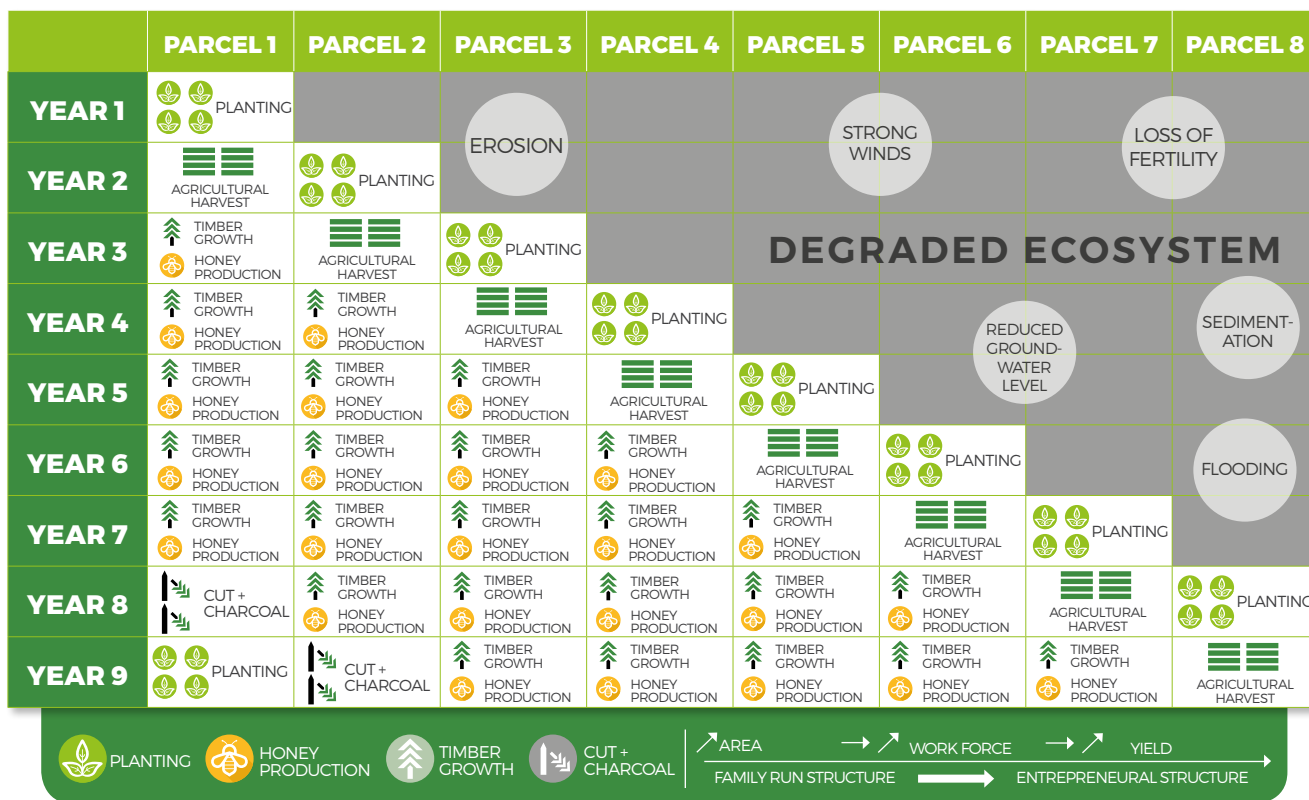 PARCEL 1 PARCEL 2 PARCEL 3 PARCEL 4 PARCEL 5 PARCEL 6 PARCEL 7 PARCEL 8
YEAR 1
PLANTING
EROSION
STRONG
WINDS
LOSS OF
FERTILITY
YEAR 2
AGRICULTURAL
HARVEST
PLANTING
YEAR 3
TIMBER
GROWTH
HONEY
PRODUCTION
AGRICULTURAL
HARVEST
PLANTING
DEGRADED ECOSYSTEM
YEAR 4
TIMBER
GROWTH
HONEY
PRODUCTION
TIMBER
GROWTH
HONEY
PRODUCTION
AGRICULTURAL
HARVEST
PLANTING
REDUCED
GROUND-
WATER
LEVEL
SEDIMENT-
ATION
YEAR 5
TIMBER
GROWTH
HONEY
PRODUCTION
TIMBER
GROWTH
HONEY
PRODUCTION
TIMBER
GROWTH
HONEY
PRODUCTION
AGRICULTURAL
HARVEST
PLANTING
YEAR 6
TIMBER
GROWTH
HONEY
PRODUCTION
TIMBER
GROWTH
HONEY
PRODUCTION
TIMBER
GROWTH
HONEY
PRODUCTION
TIMBER
GROWTH
HONEY
PRODUCTION
AGRICULTURAL
HARVEST
PLANTING
FLOODING
YEAR 7
TIMBER
GROWTH
HONEY
PRODUCTION
TIMBER
GROWTH
HONEY
PRODUCTION
TIMBER
GROWTH
HONEY
PRODUCTION
TIMBER
GROWTH
HONEY
PRODUCTION
TIMBER
GROWTH
HONEY
PRODUCTION
AGRICULTURAL
HARVEST
PLANTING
YEAR 8
CUT +
CHARCOAL
TIMBER
GROWTH
HONEY
PRODUCTION
TIMBER
GROWTH
HONEY
PRODUCTION
TIMBER
GROWTH
HONEY
PRODUCTION
TIMBER
GROWTH
HONEY
PRODUCTION
TIMBER
GROWTH
HONEY
PRODUCTION
AGRICULTURAL
HARVEST
PLANTING
YEAR 9
PLANTING
CUT +
CHARCOAL
TIMBER
GROWTH
HONEY
PRODUCTION
TIMBER
GROWTH
HONEY
PRODUCTION
TIMBER
GROWTH
HONEY
PRODUCTION
TIMBER
GROWTH
HONEY
PRODUCTION
TIMBER
GROWTH
HONEY
PRODUCTION
AGRICULTURAL
HARVEST
PLANTING
HONEY
PRODUCTION
TIMBER
GROWTH
CUT +
CHARCOAL
AREA WORK FORCE YIELD
FAMILY RUN STRUCTURE ENTREPRENEURAL STRUCTURE